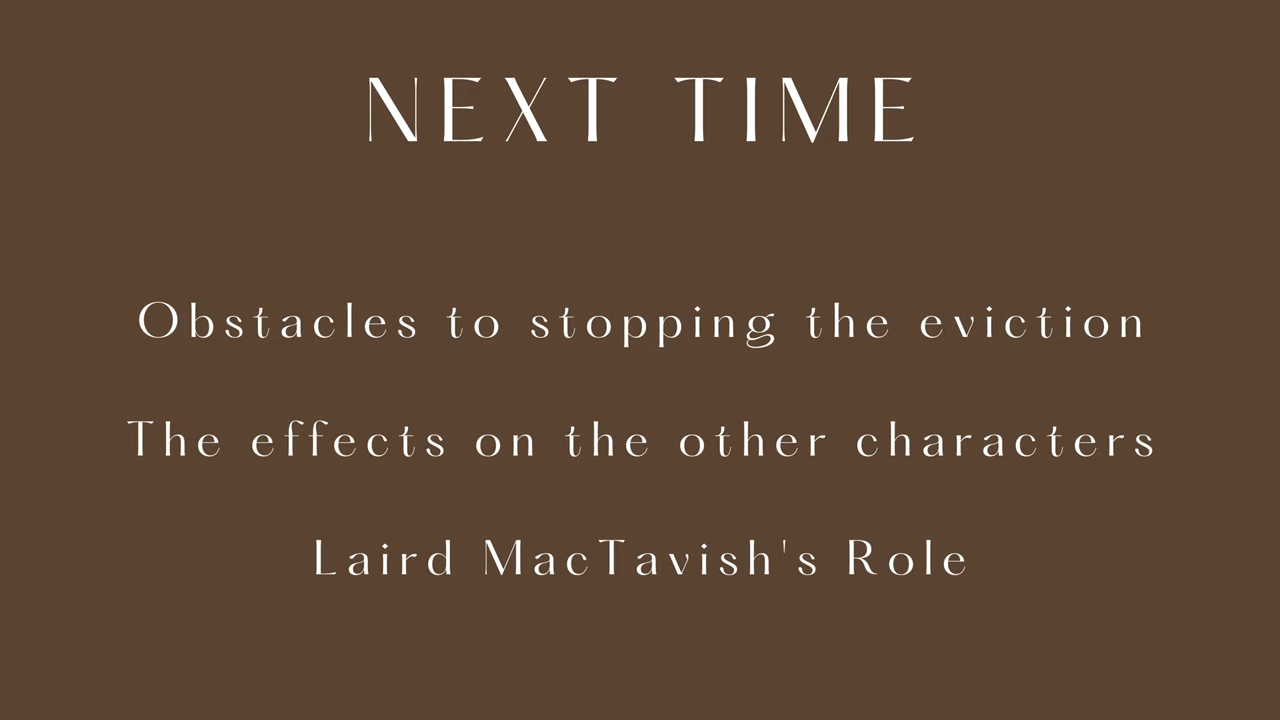 NEXT TIME
Obstacles to stopping the eviction
The effects on the other characters
Laird MacTavish's Role